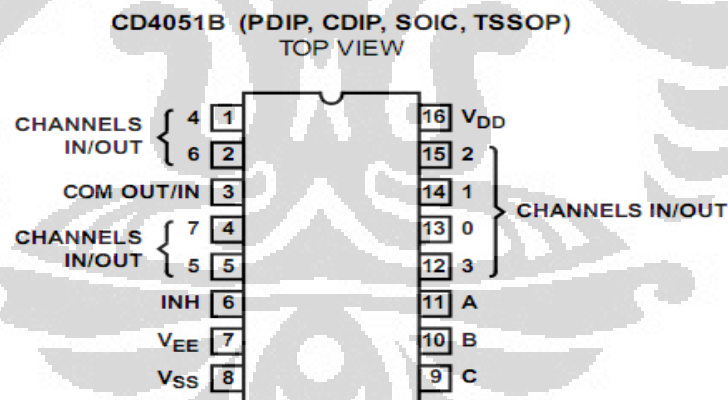 CD4051B (PDIP, CDIP, SOIC, TSSOP)
TOP VIEW
CHANNELS IN/OUT
4 1
6 2
COM OUT/IN 3
CHANNELS IN/OUT
7 4
5 5
INH 6
VEE 7
VSS 8
16 VDD
15 2
14 1
13 0
12 3
CHANNELS IN/OUT
11 A
10 B
9 C